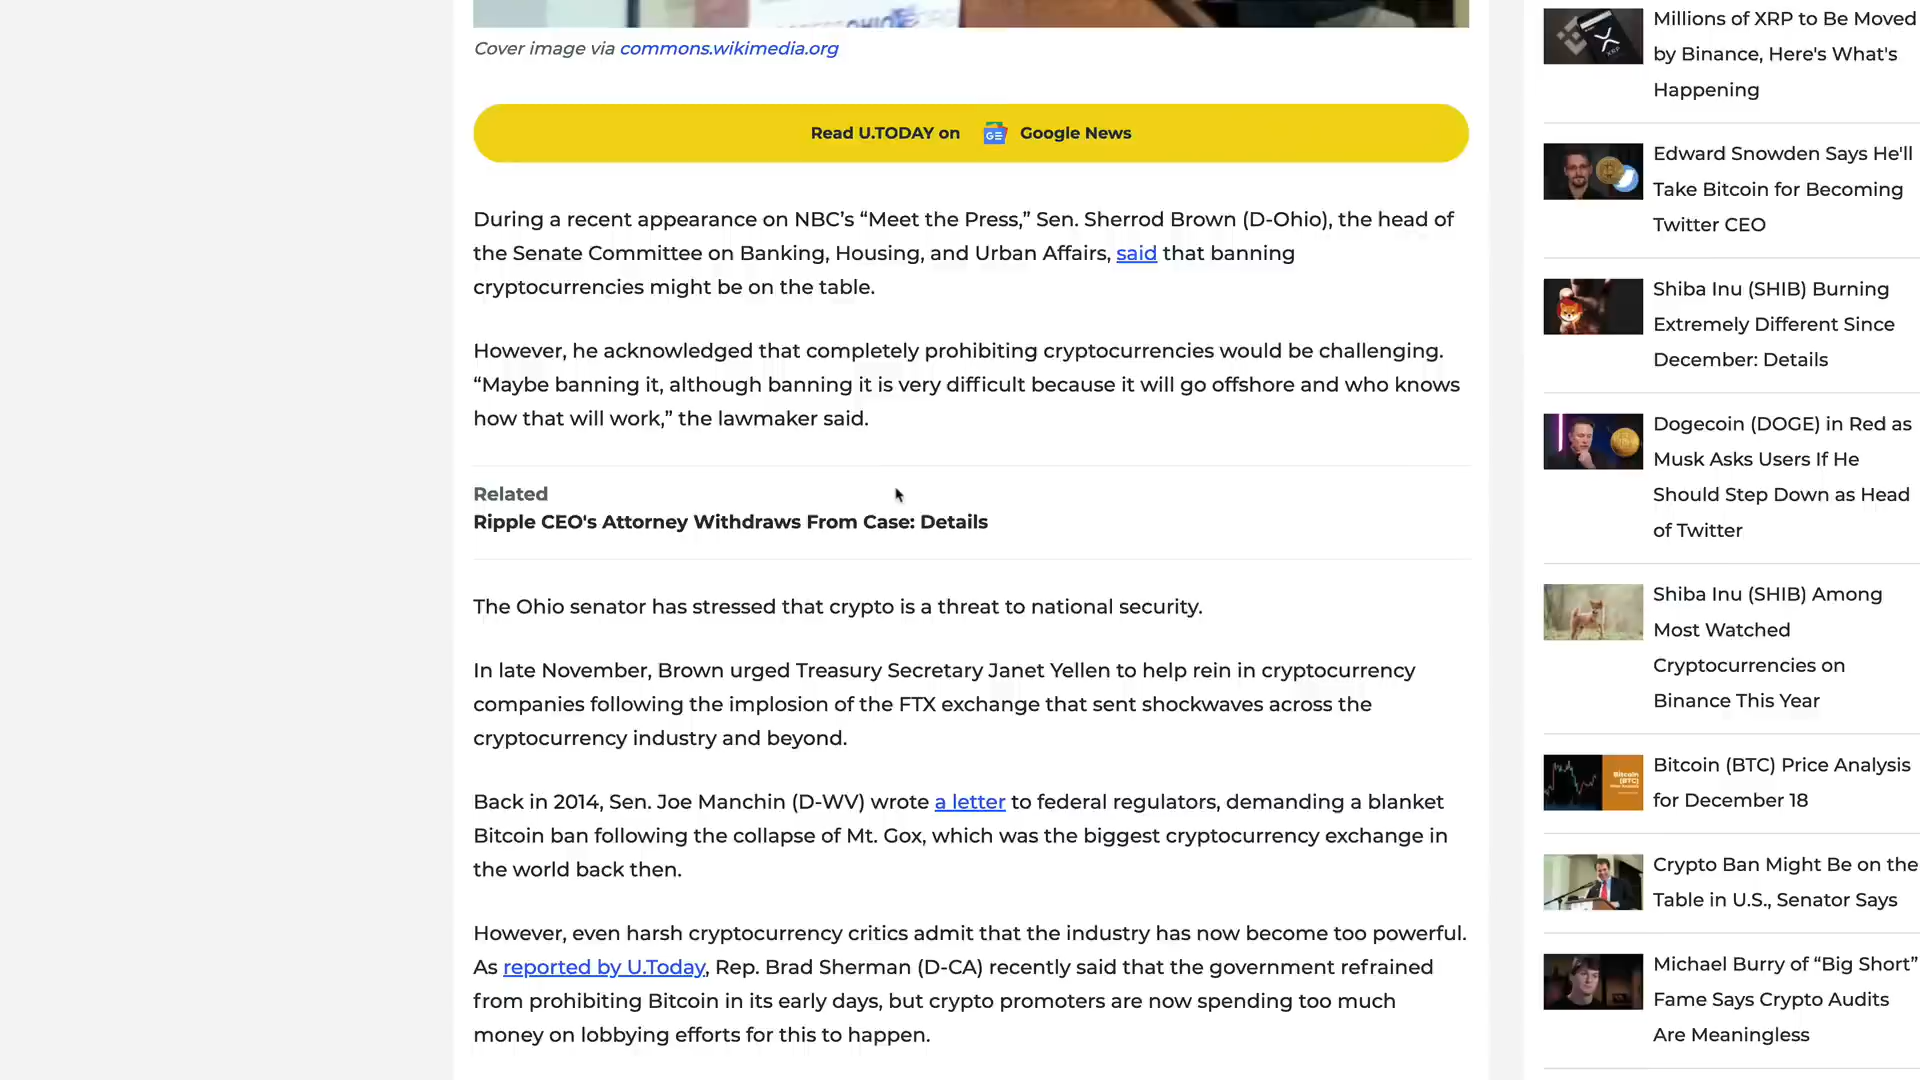 Cover image via commons.wikimedia.org
Read U.TODAY on GE Google News
During a recent appearance on NBC’s “Meet the Press,” Sen. Sherrod Brown (D-Ohio), the head of
the Senate Committee on Banking, Housing, and Urban Affairs, said that banning
cryptocurrencies might be on the table.
However, he acknowledged that completely prohibiting cryptocurrencies would be challenging.
“Maybe banning it, although banning it is very difficult because it will go offshore and who knows
how that will work,” the lawmaker said.
Related
Ripple CEO's Attorney Withdraws From Case: Details
The Ohio senator has stressed that crypto is a threat to national security.
In late November, Brown urged Treasury Secretary Janet Yellen to help rein in cryptocurrency
companies following the implosion of the FTX exchange that sent shockwaves across the
cryptocurrency industry and beyond.
Back in 2014, Sen. Joe Manchin (D-WV) wrote a letter to federal regulators, demanding a blanket
Bitcoin ban following the collapse of Mt. Gox, which was the biggest cryptocurrency exchange in
the world back then.
However, even harsh cryptocurrency critics admit that the industry has now become too powerful.
As reported by U.Today, Rep. Brad Sherman (D-CA) recently said that the government refrained
from prohibiting Bitcoin in its early days, but crypto promoters are now spending too much
money on lobbying efforts for this to happen.
Millions of XRP to Be Moved
by Binance, Here's What's
Happening
Edward Snowden Says He'll
Take Bitcoin for Becoming
Twitter CEO
Shiba Inu (SHIB) Burning
Extremely Different Since
December: Details
Dogecoin (DOGE) in Red as
Musk Asks Users If He
Should Step Down as Head
of Twitter
Shiba Inu (SHIB) Among
Most Watched
Cryptocurrencies on
Binance This Year
Bitcoin (BTC) Price Analysis
for December 18
Crypto Ban Might Be on the
Table in U.S., Senator Says
Michael Burry of “Big Short”
Fame Says Crypto Audits
Are Meaningless